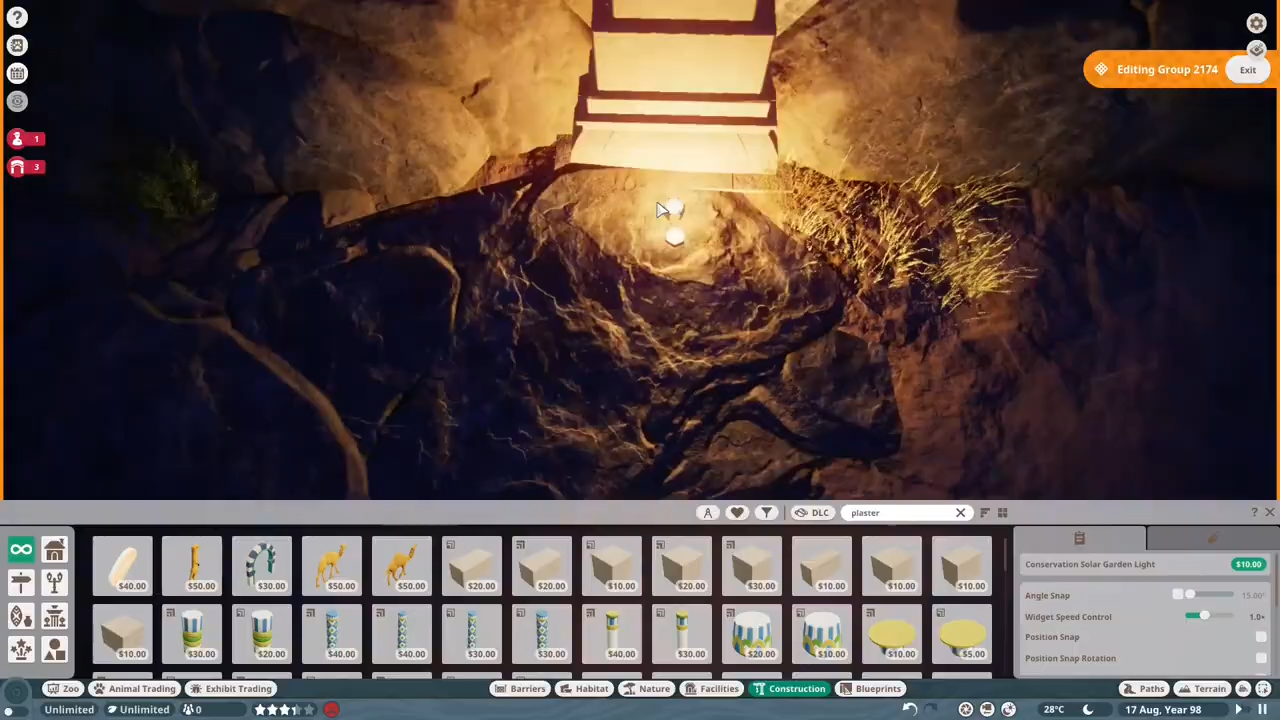 ?
Editing Group 2174
Exit
1
3
DLC
plaster
?
$40.00
$50.00
$30.00
$50.00
$50.00
$20.00
$20.00
$10.00
$20.00
$30.00
$10.00
$10.00
$10.00
$10.00
$30.00
$20.00
$40.00
$40.00
$30.00
$30.00
$40.00
$30.00
$20.00
$10.00
$10.00
$5.00
Conservation Solar Garden Light
$10.00
Angle Snap
15.00°
Widget Speed Control
1.0×
Position Snap
Position Snap Rotation
Zoo
Animal Trading
Exhibit Trading
Barriers
Habitat
Nature
Facilities
Construction
Blueprints
Paths
Terrain
Unlimited
Unlimited
0
28°C
17 Aug, Year 98